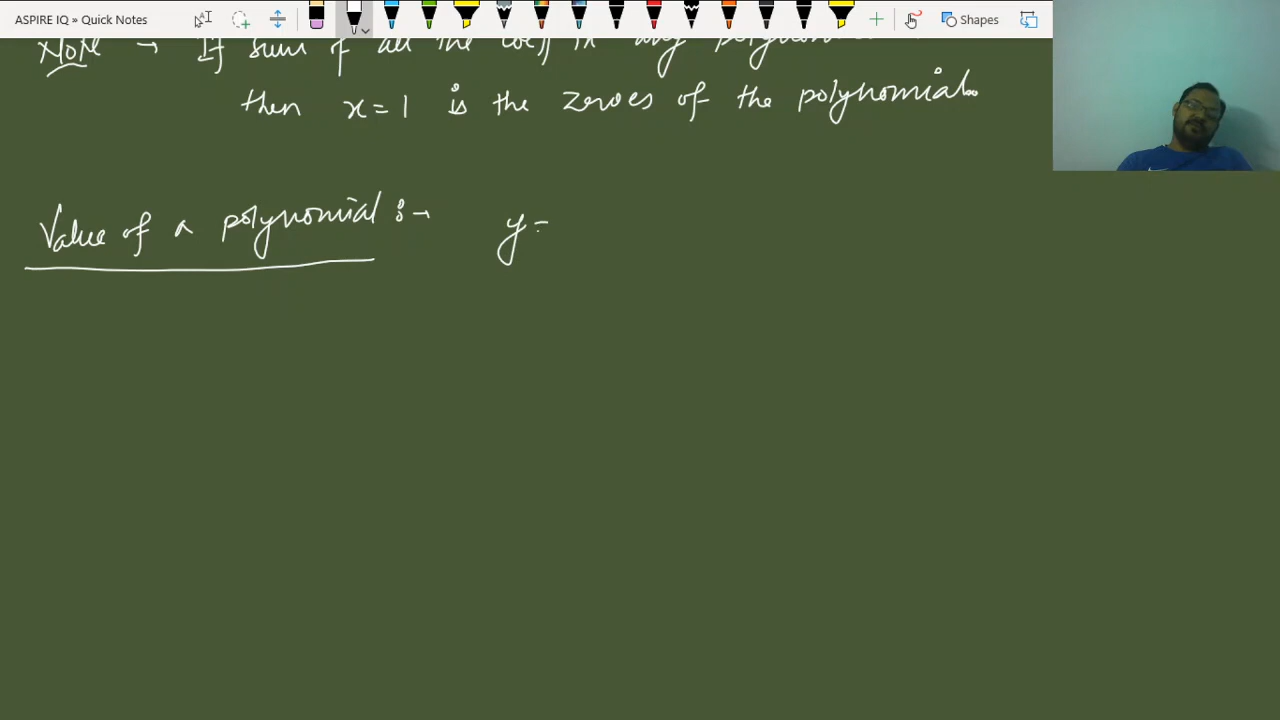 ASPIRE IQ » Quick Notes
Shapes
Note → If sum of all the coeff in any
then x = 1 is the zeroes of the polynomial.
Value of a polynomial :→ y =